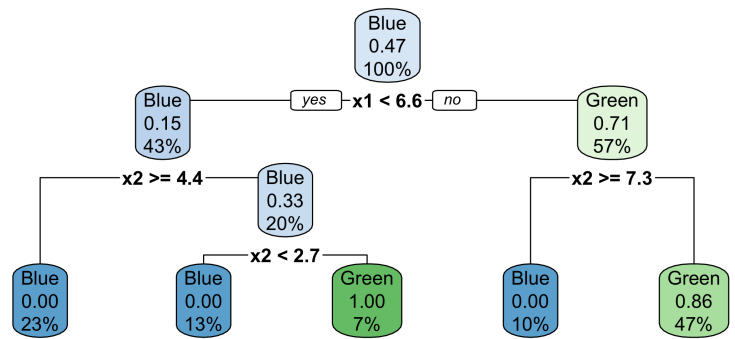 Blue
0.47
100%
yes x1 < 6.6 no
Blue
0.15
43%
Green
0.71
57%
x2 >= 4.4
x2 >= 7.3
Blue
0.33
20%
x2 < 2.7
Blue
0.00
23%
Blue
0.00
13%
Green
1.00
7%
Blue
0.00
10%
Green
0.86
47%